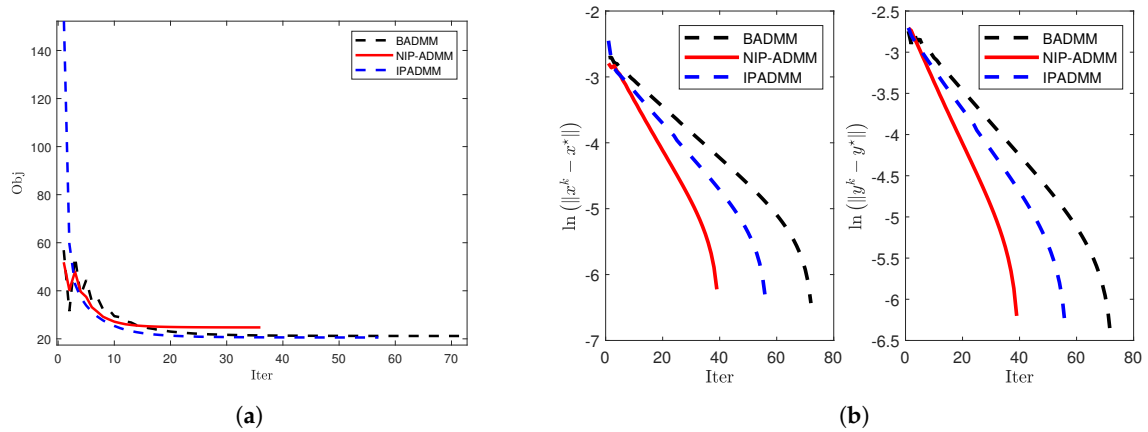 Obj
140
120
100
80
60
40
20
0 10 20 30 40 50 60 70
Iter
BADMM
NIP-ADMM
IPADMM
(a)
ln (||x^k − x^⋆||)
-2
-3
-4
-5
-6
-7
0 20 40 60 80
Iter
BADMM
NIP-ADMM
IPADMM
ln (||y^k − y^⋆||)
-2.5
-3
-3.5
-4
-4.5
-5
-5.5
-6
-6.5
0 20 40 60 80
Iter
BADMM
NIP-ADMM
IPADMM
(b)